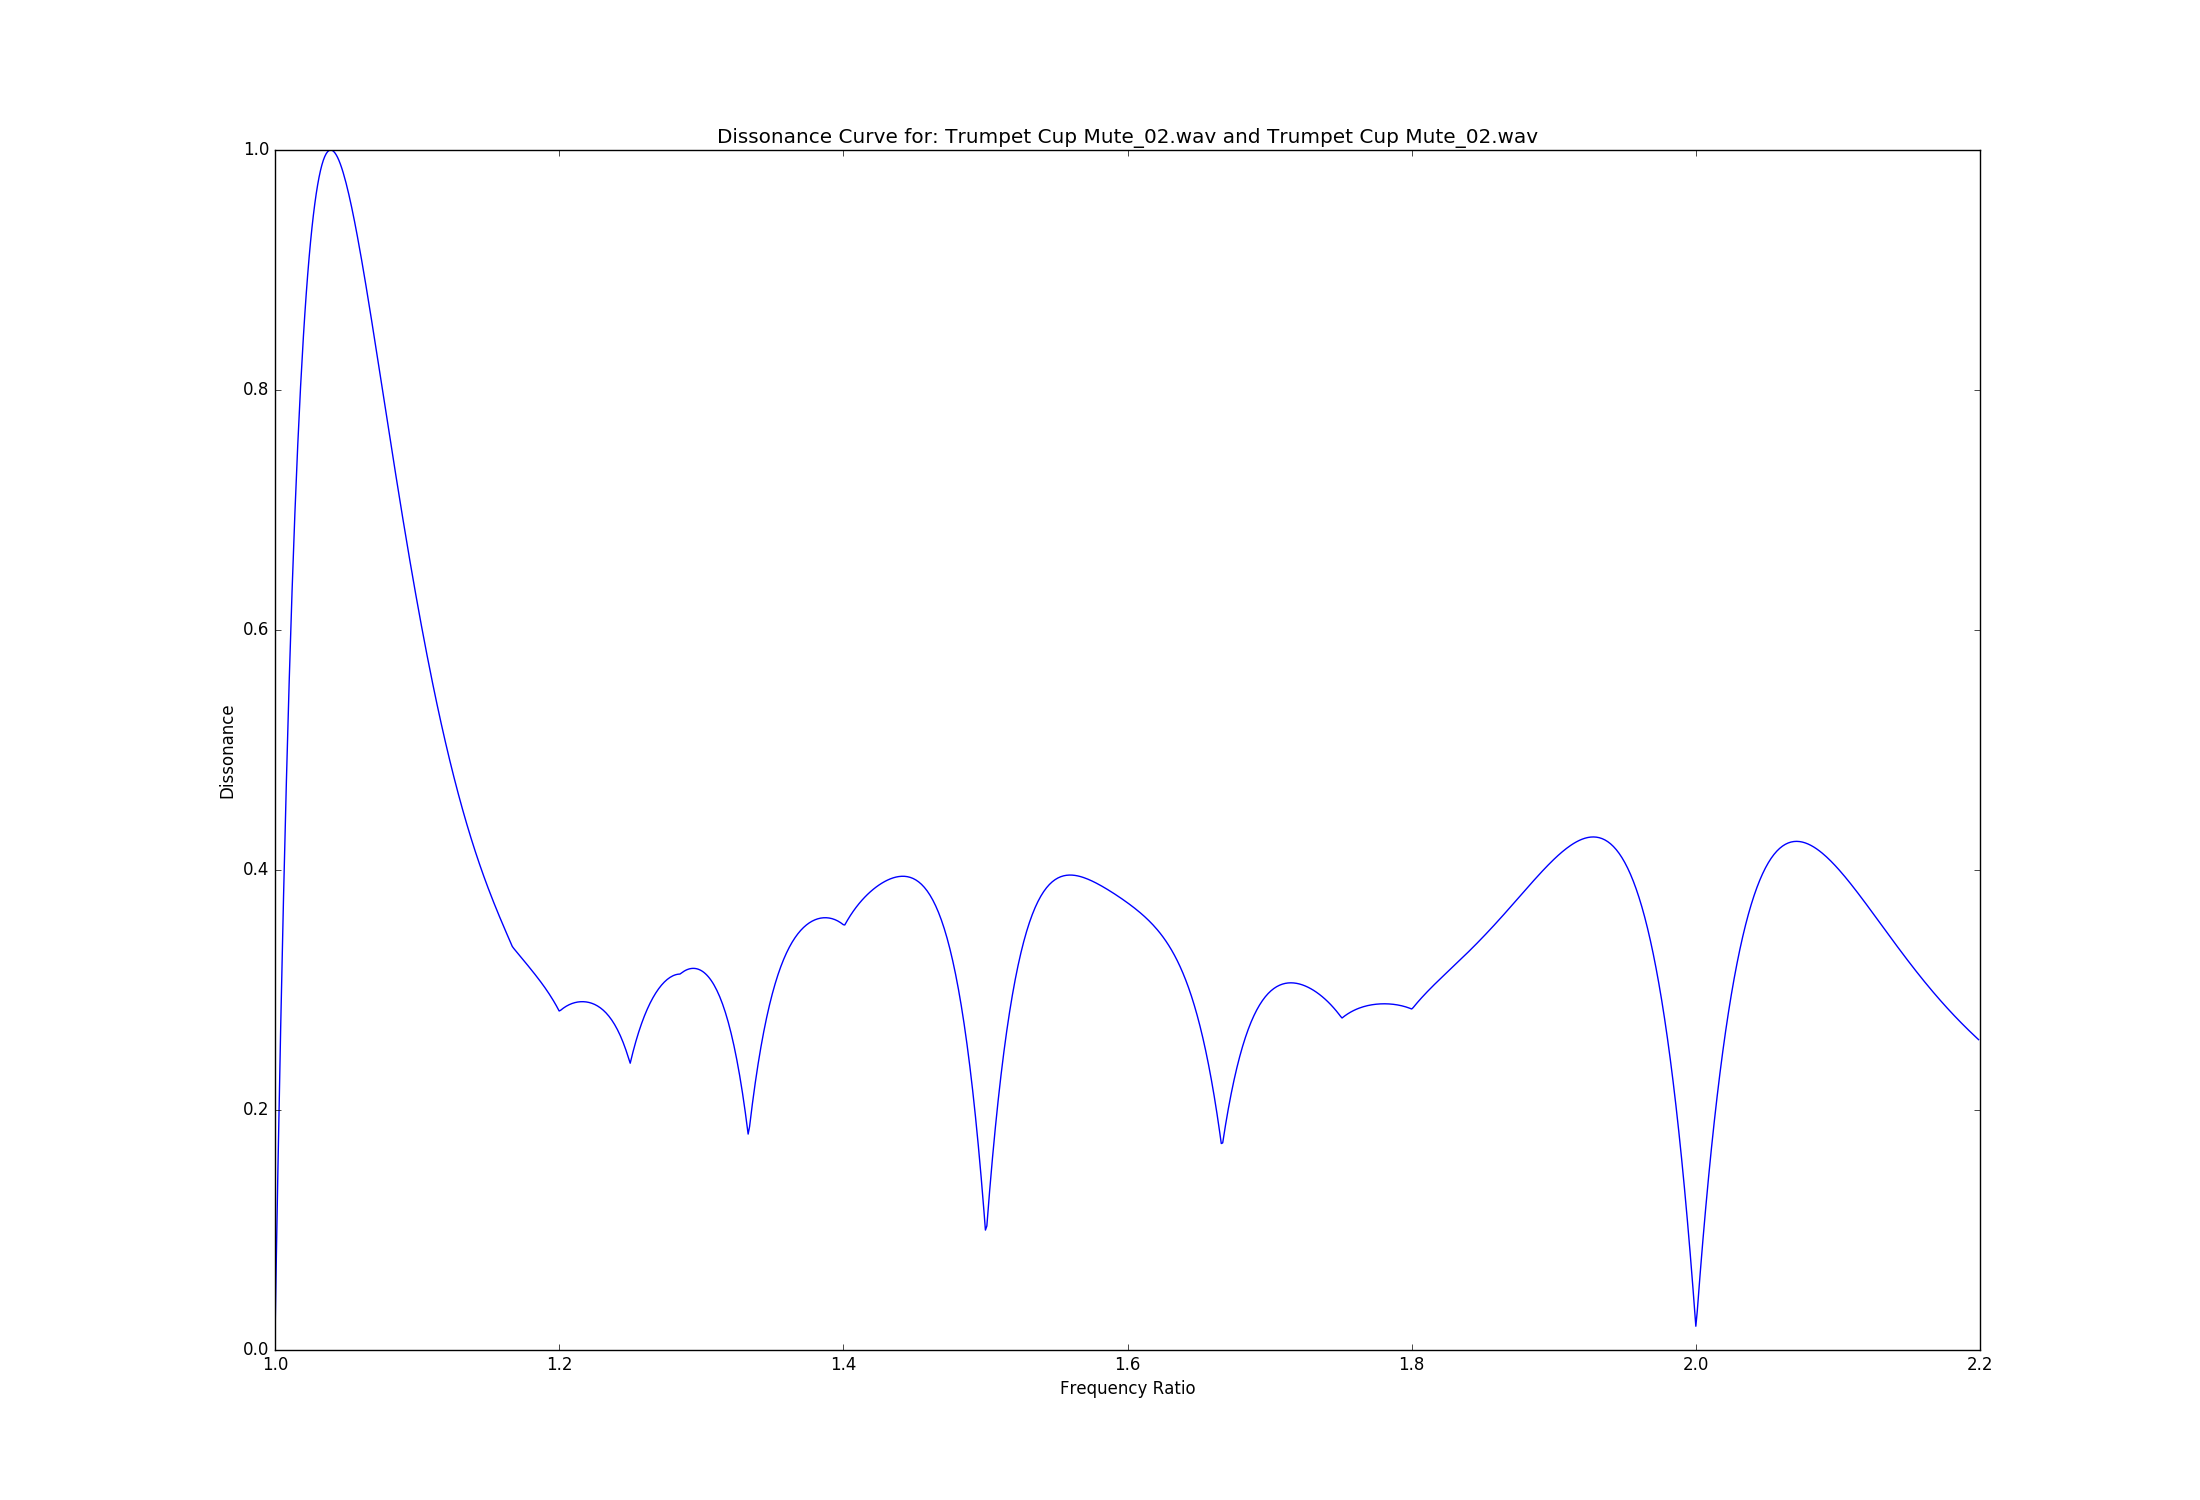 Dissonance Curve for: Trumpet Cup Mute_02.wav and Trumpet Cup Mute_02.wav
1.0
0.8
0.6
0.4
0.2
0.0
Dissonance
1.0 1.2 1.4 1.6 1.8 2.0 2.2
Frequency Ratio